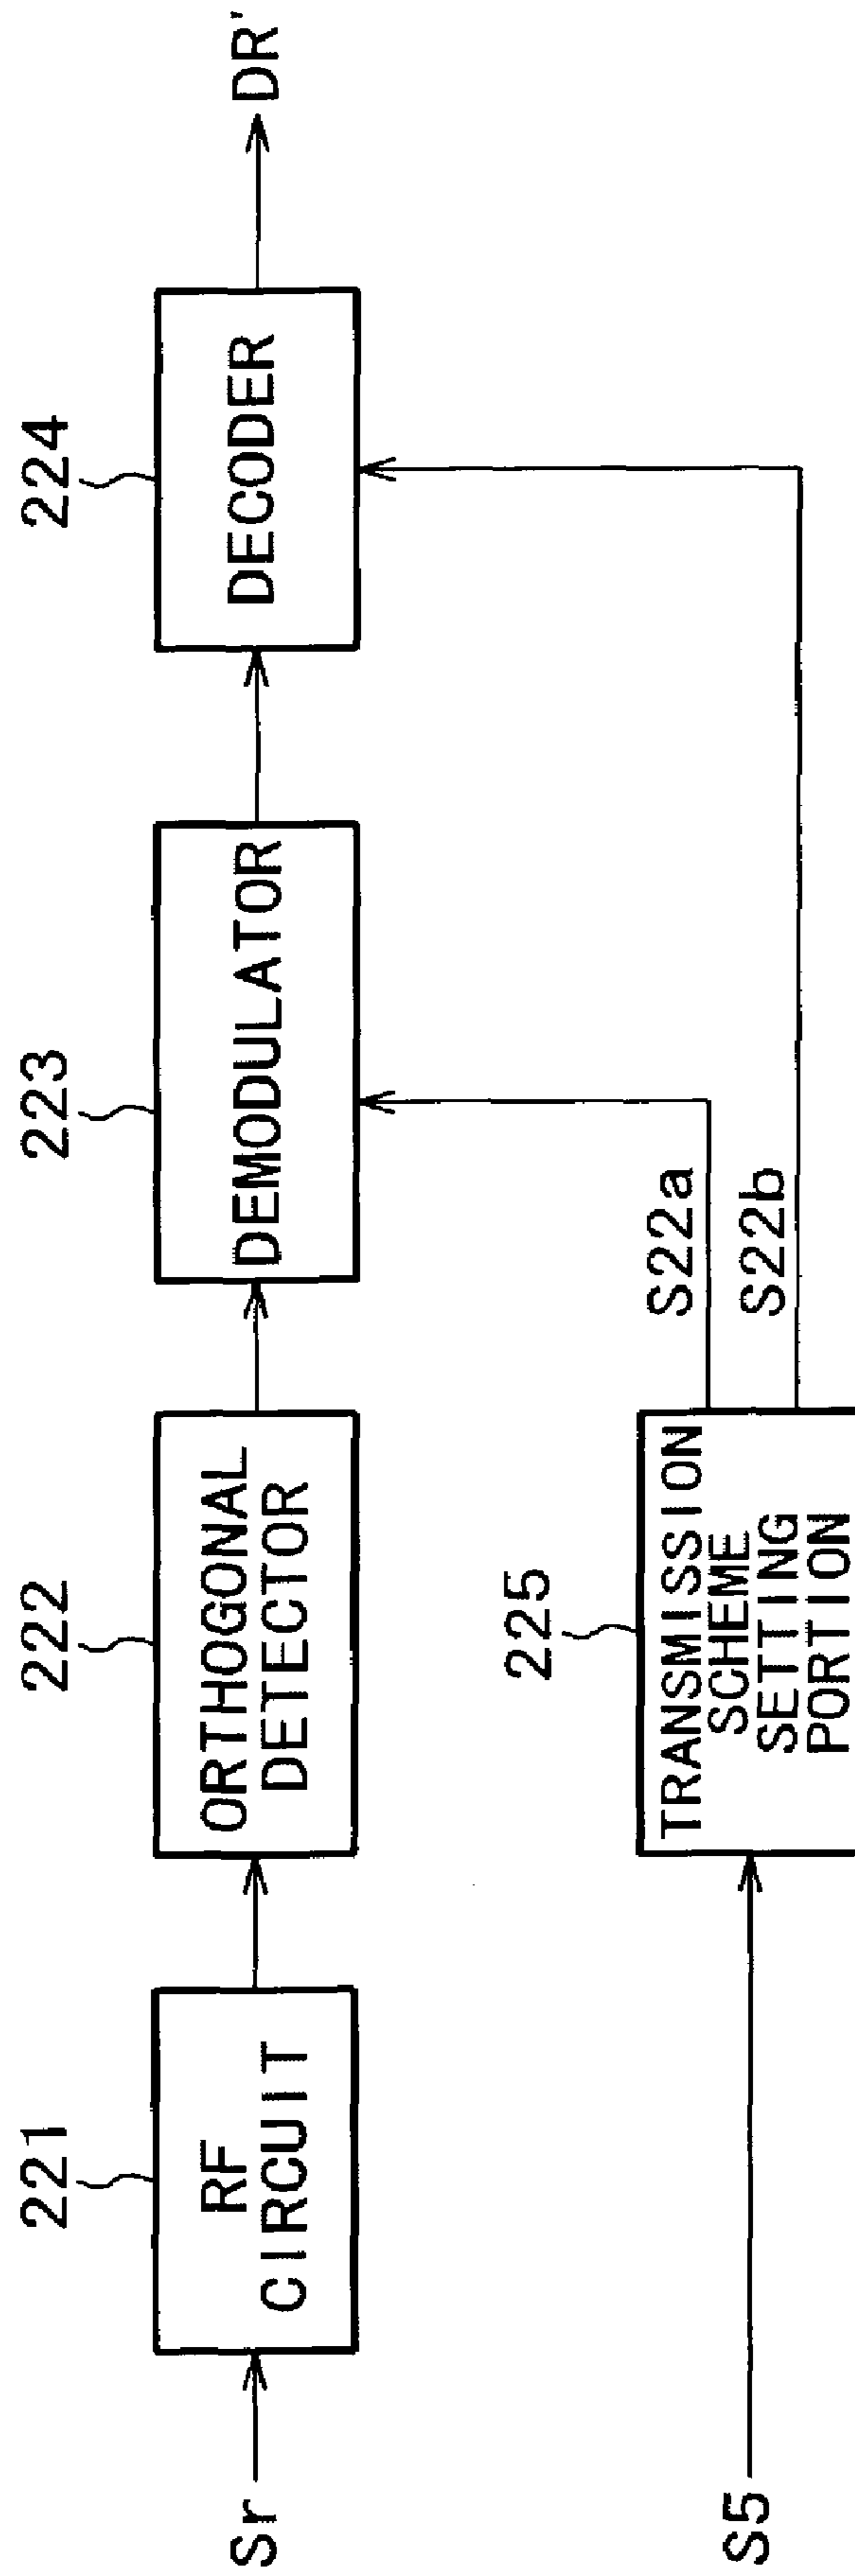 221
222
223
224
Sr
RF
CIRCUIT
ORTHOGONAL
DETECTOR
DEMODULATOR
DECODER
DR'
225
S5
TRANSMISSION
SCHEME
SETTING
PORTION
S22a
S22b